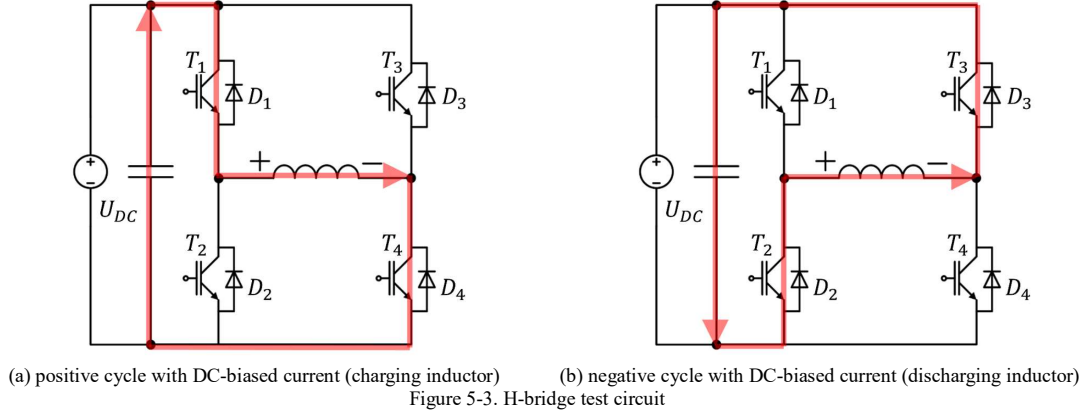 T1 D1 T3 D3
+ −
+
−
UDC
T2 D2 T4 D4
T1 D1 T3 D3
+ −
+
−
UDC
T2 D2 T4 D4
(a) positive cycle with DC-biased current (charging inductor)
(b) negative cycle with DC-biased current (discharging inductor)
Figure 5-3. H-bridge test circuit